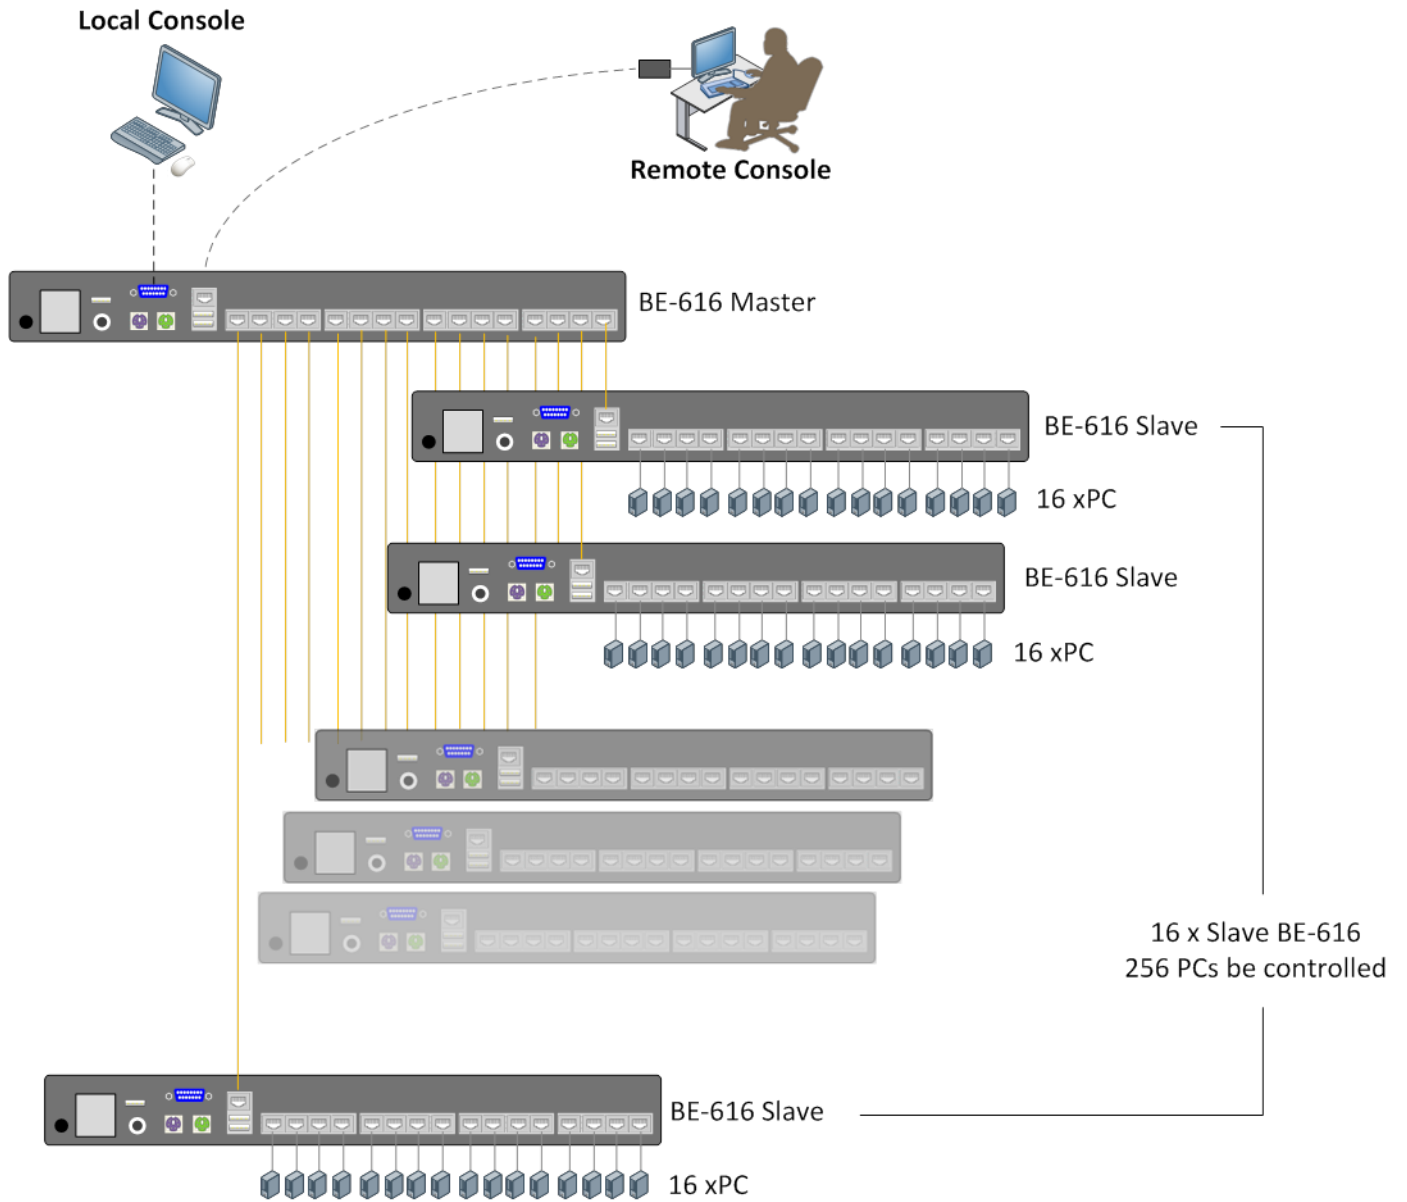 Local Console
Remote Console
BE-616 Master
BE-616 Slave
16 xPC
BE-616 Slave
16 xPC
16 x Slave BE-616
256 PCs be controlled
BE-616 Slave
16 xPC